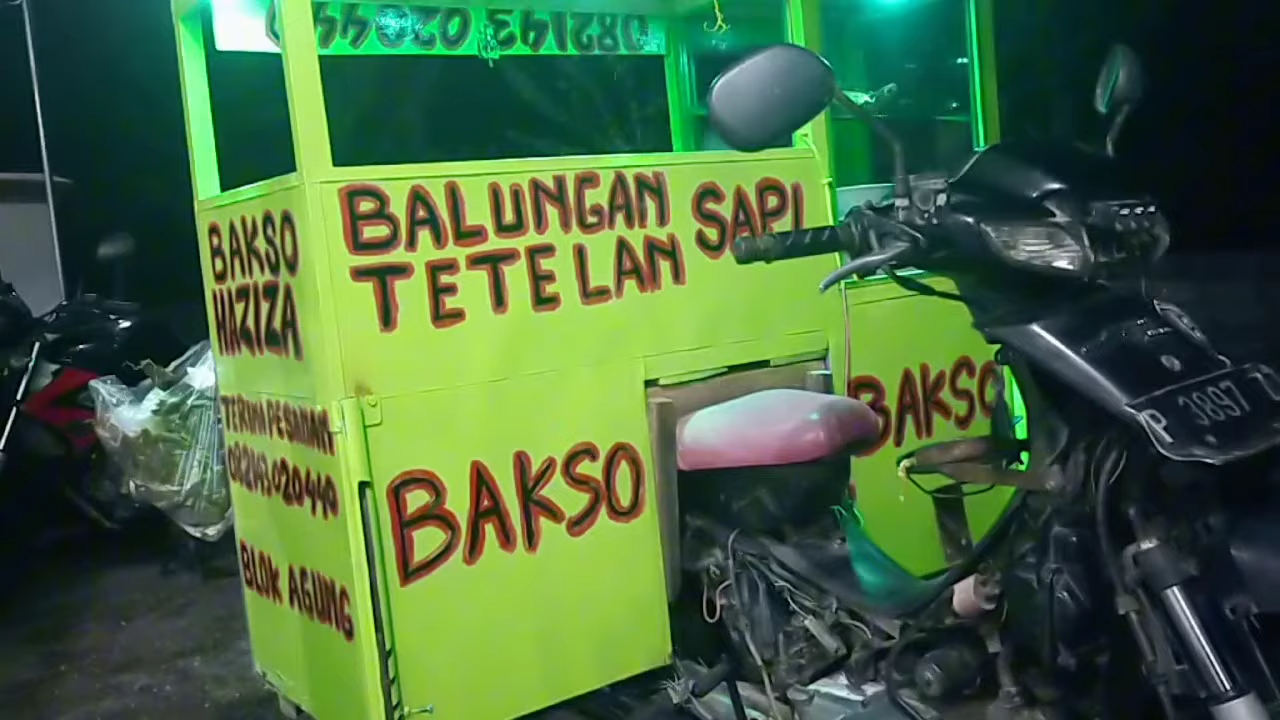 BALUNGAN SAPI
TETELAN
BAKSO
HAZIZA
TERIMA PESANAN
BLOK AGUNG
BAKSO
BAKSO
P 3897